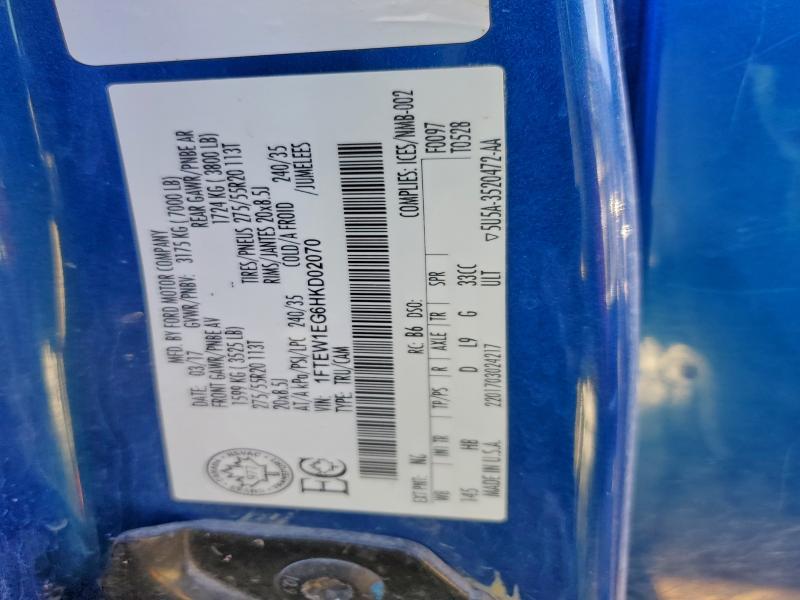 MFD. BY FORD MOTOR COMPANY
DATE: 03/17 GVWR/PNBV: 3175 KG ( 7000 LB)
FRONT GAWR/PNBE AV REAR GAWR/PNBE AR
1599 KG ( 3525 LB) 1724 KG ( 3800 LB)
275/55R20 113T TIRES/PNEUS 275/55R20 113T
20x8.5J RIMS/JANTES 20x8.5J
AT/A kPa/PSI/LPC 240/35 COLD/A FROID 240/35
VIN: 1FTEW1EG6HKD02070 /JUMELEES
TYPE: TRU/CAM
EC
COMPLIES: ICES/NMB-002
EXT PNT: NG RC: B6 DSO: F0097
WB INT TR TP/PS R AXLE TR SPR T0528
145 HB D L9 G 33CC
MADE IN U.S.A. 2201703024217 ULT ▽5U5A-3520472-AA